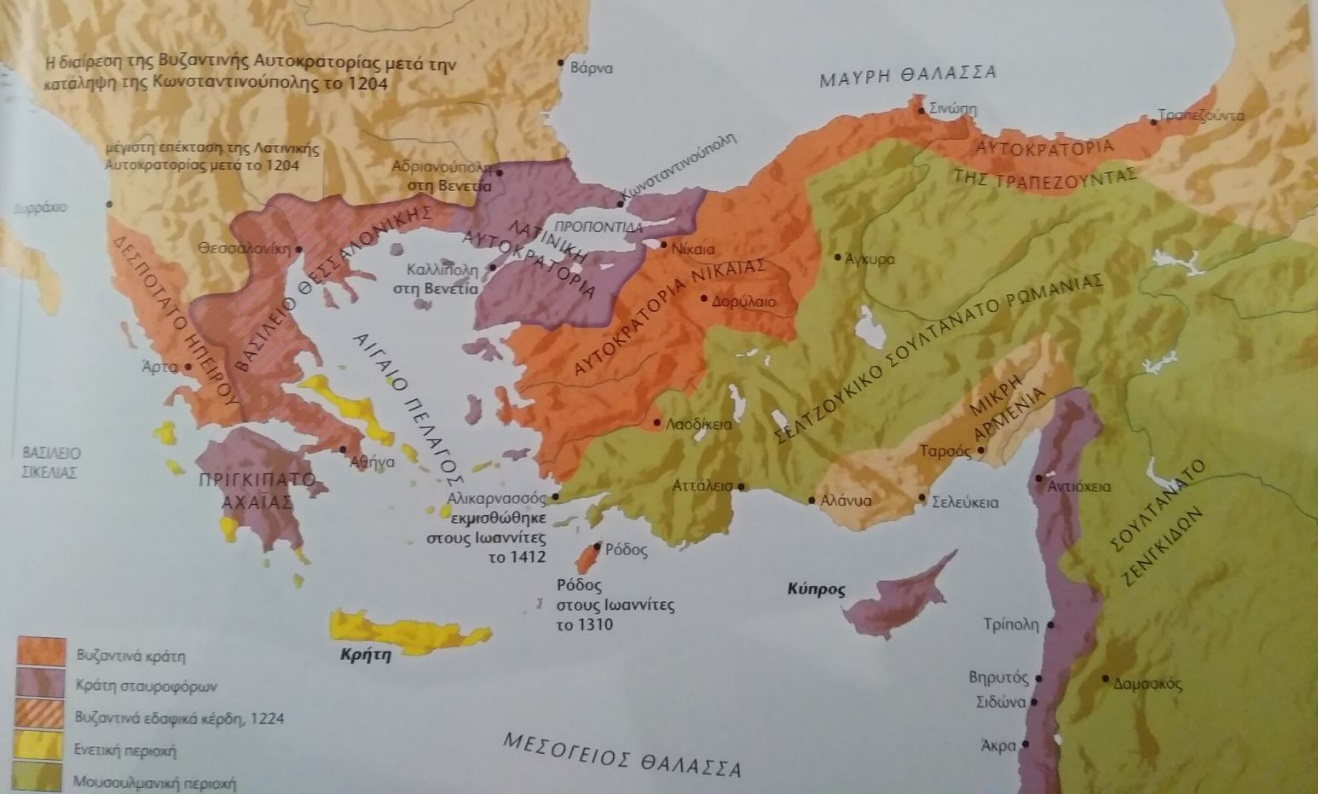 Η διαίρεση της Βυζαντινής Αυτοκρατορίας μετά την
κατάληψη της Κωνσταντινούπολης το 1204
Βάρνα
ΜΑΥΡΗ ΘΑΛΑΣΣΑ
Σινώπη
Τραπεζούντα
ΑΥΤΟΚΡΑΤΟΡΙΑ
ΤΗΣ ΤΡΑΠΕΖΟΥΝΤΑΣ
μέγιστη επέκταση της Λατινικής
Αυτοκρατορίας μετά το 1204
Αδριανούπολη
στη Βενετία
Κωνσταντινούπολη
Δυρράχιο
ΠΡΟΠΟΝΤΙΔΑ
ΛΑΤΙΝΙΚΗ
ΑΥΤΟΚΡΑΤΟΡΙΑ
Θεσσαλονίκη
Νίκαια
Άγκυρα
Καλλίπολη
στη Βενετία
ΔΕΣΠΟΤΑΤΟ ΗΠΕΙΡΟΥ
ΒΑΣΙΛΕΙΟ ΘΕΣΣΑΛΟΝΙΚΗΣ
ΑΥΤΟΚΡΑΤΟΡΙΑ ΝΙΚΑΙΑΣ
Δορύλαιο
ΣΕΛΤΖΟΥΚΙΚΟ ΣΟΥΛΤΑΝΑΤΟ ΡΩΜΑΝΙΑΣ
ΑΙΓΑΙΟ ΠΕΛΑΓΟΣ
Άρτα
ΜΙΚΡΗ
ΑΡΜΕΝΙΑ
Λαοδίκεια
Ταρσός
ΒΑΣΙΛΕΙΟ
ΣΙΚΕΛΙΑΣ
Αθήνα
ΠΡΙΓΚΙΠΑΤΟ
ΑΧΑΪΑΣ
Αττάλεια
Αλάνυα
Σελεύκεια
Αντιόχεια
ΣΟΥΛΤΑΝΑΤΟ
ΖΕΝΓΚΙΔΩΝ
Αλικαρνασσός
εκμισθώθηκε
στους Ιωαννίτες
το 1412
Ρόδος
Ρόδος
στους Ιωαννίτες
το 1310
Κύπρος
Τρίπολη
Κρήτη
Βηρυτός
Σιδώνα
Δαμασκός
Άκρα
ΜΕΣΟΓΕΙΟΣ ΘΑΛΑΣΣΑ
Βυζαντινά κράτη
Κράτη σταυροφόρων
Βυζαντινά εδαφικά κέρδη, 1224
Ενετική περιοχή
Μουσουλμανική περιοχή